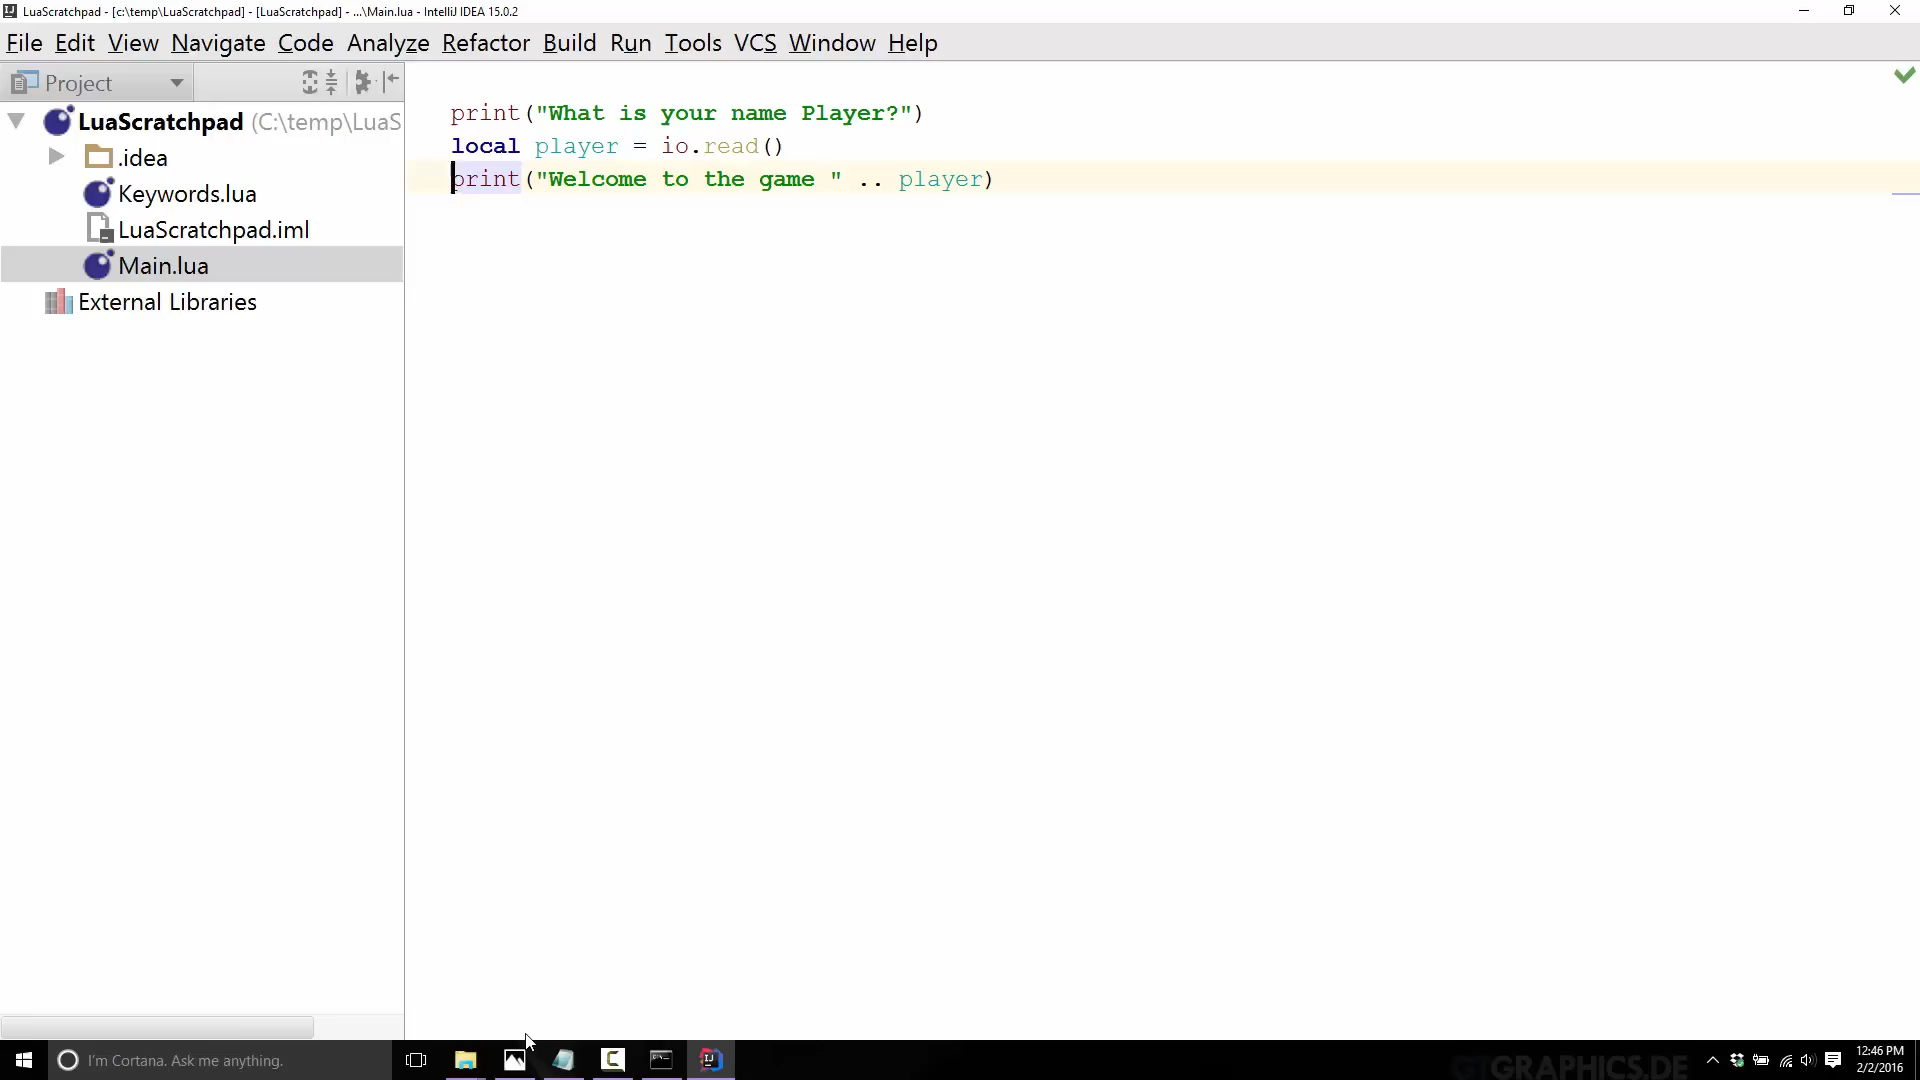 LuaScratchpad - [c:\temp\LuaScratchpad] - [LuaScratchpad] - ...\Main.lua - IntelliJ IDEA 15.0.2
File Edit View Navigate Code Analyze Refactor Build Run Tools VCS Window Help
Project
LuaScratchpad (C:\temp\LuaS
.idea
Keywords.lua
LuaScratchpad.iml
Main.lua
External Libraries
print("What is your name Player?")
local player = io.read()
print("Welcome to the game " .. player)
I'm Cortana. Ask me anything.
GTGRAPHICS.DE
12:46 PM
2/2/2016